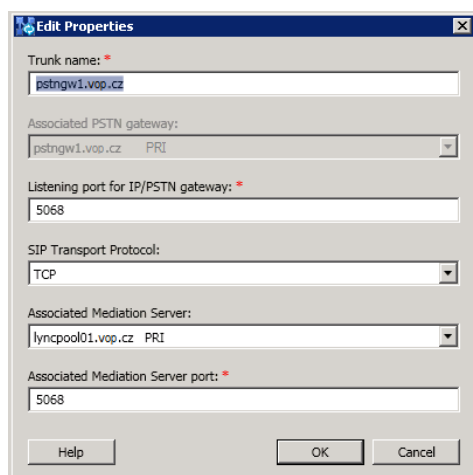 Edit Properties
Trunk name: *
pstngw1.vop.cz
Associated PSTN gateway:
pstngw1.vop.cz PRI
Listening port for IP/PSTN gateway: *
5068
SIP Transport Protocol:
TCP
Associated Mediation Server:
lyncpool01.vop.cz PRI
Associated Mediation Server port: *
5068
Help OK Cancel